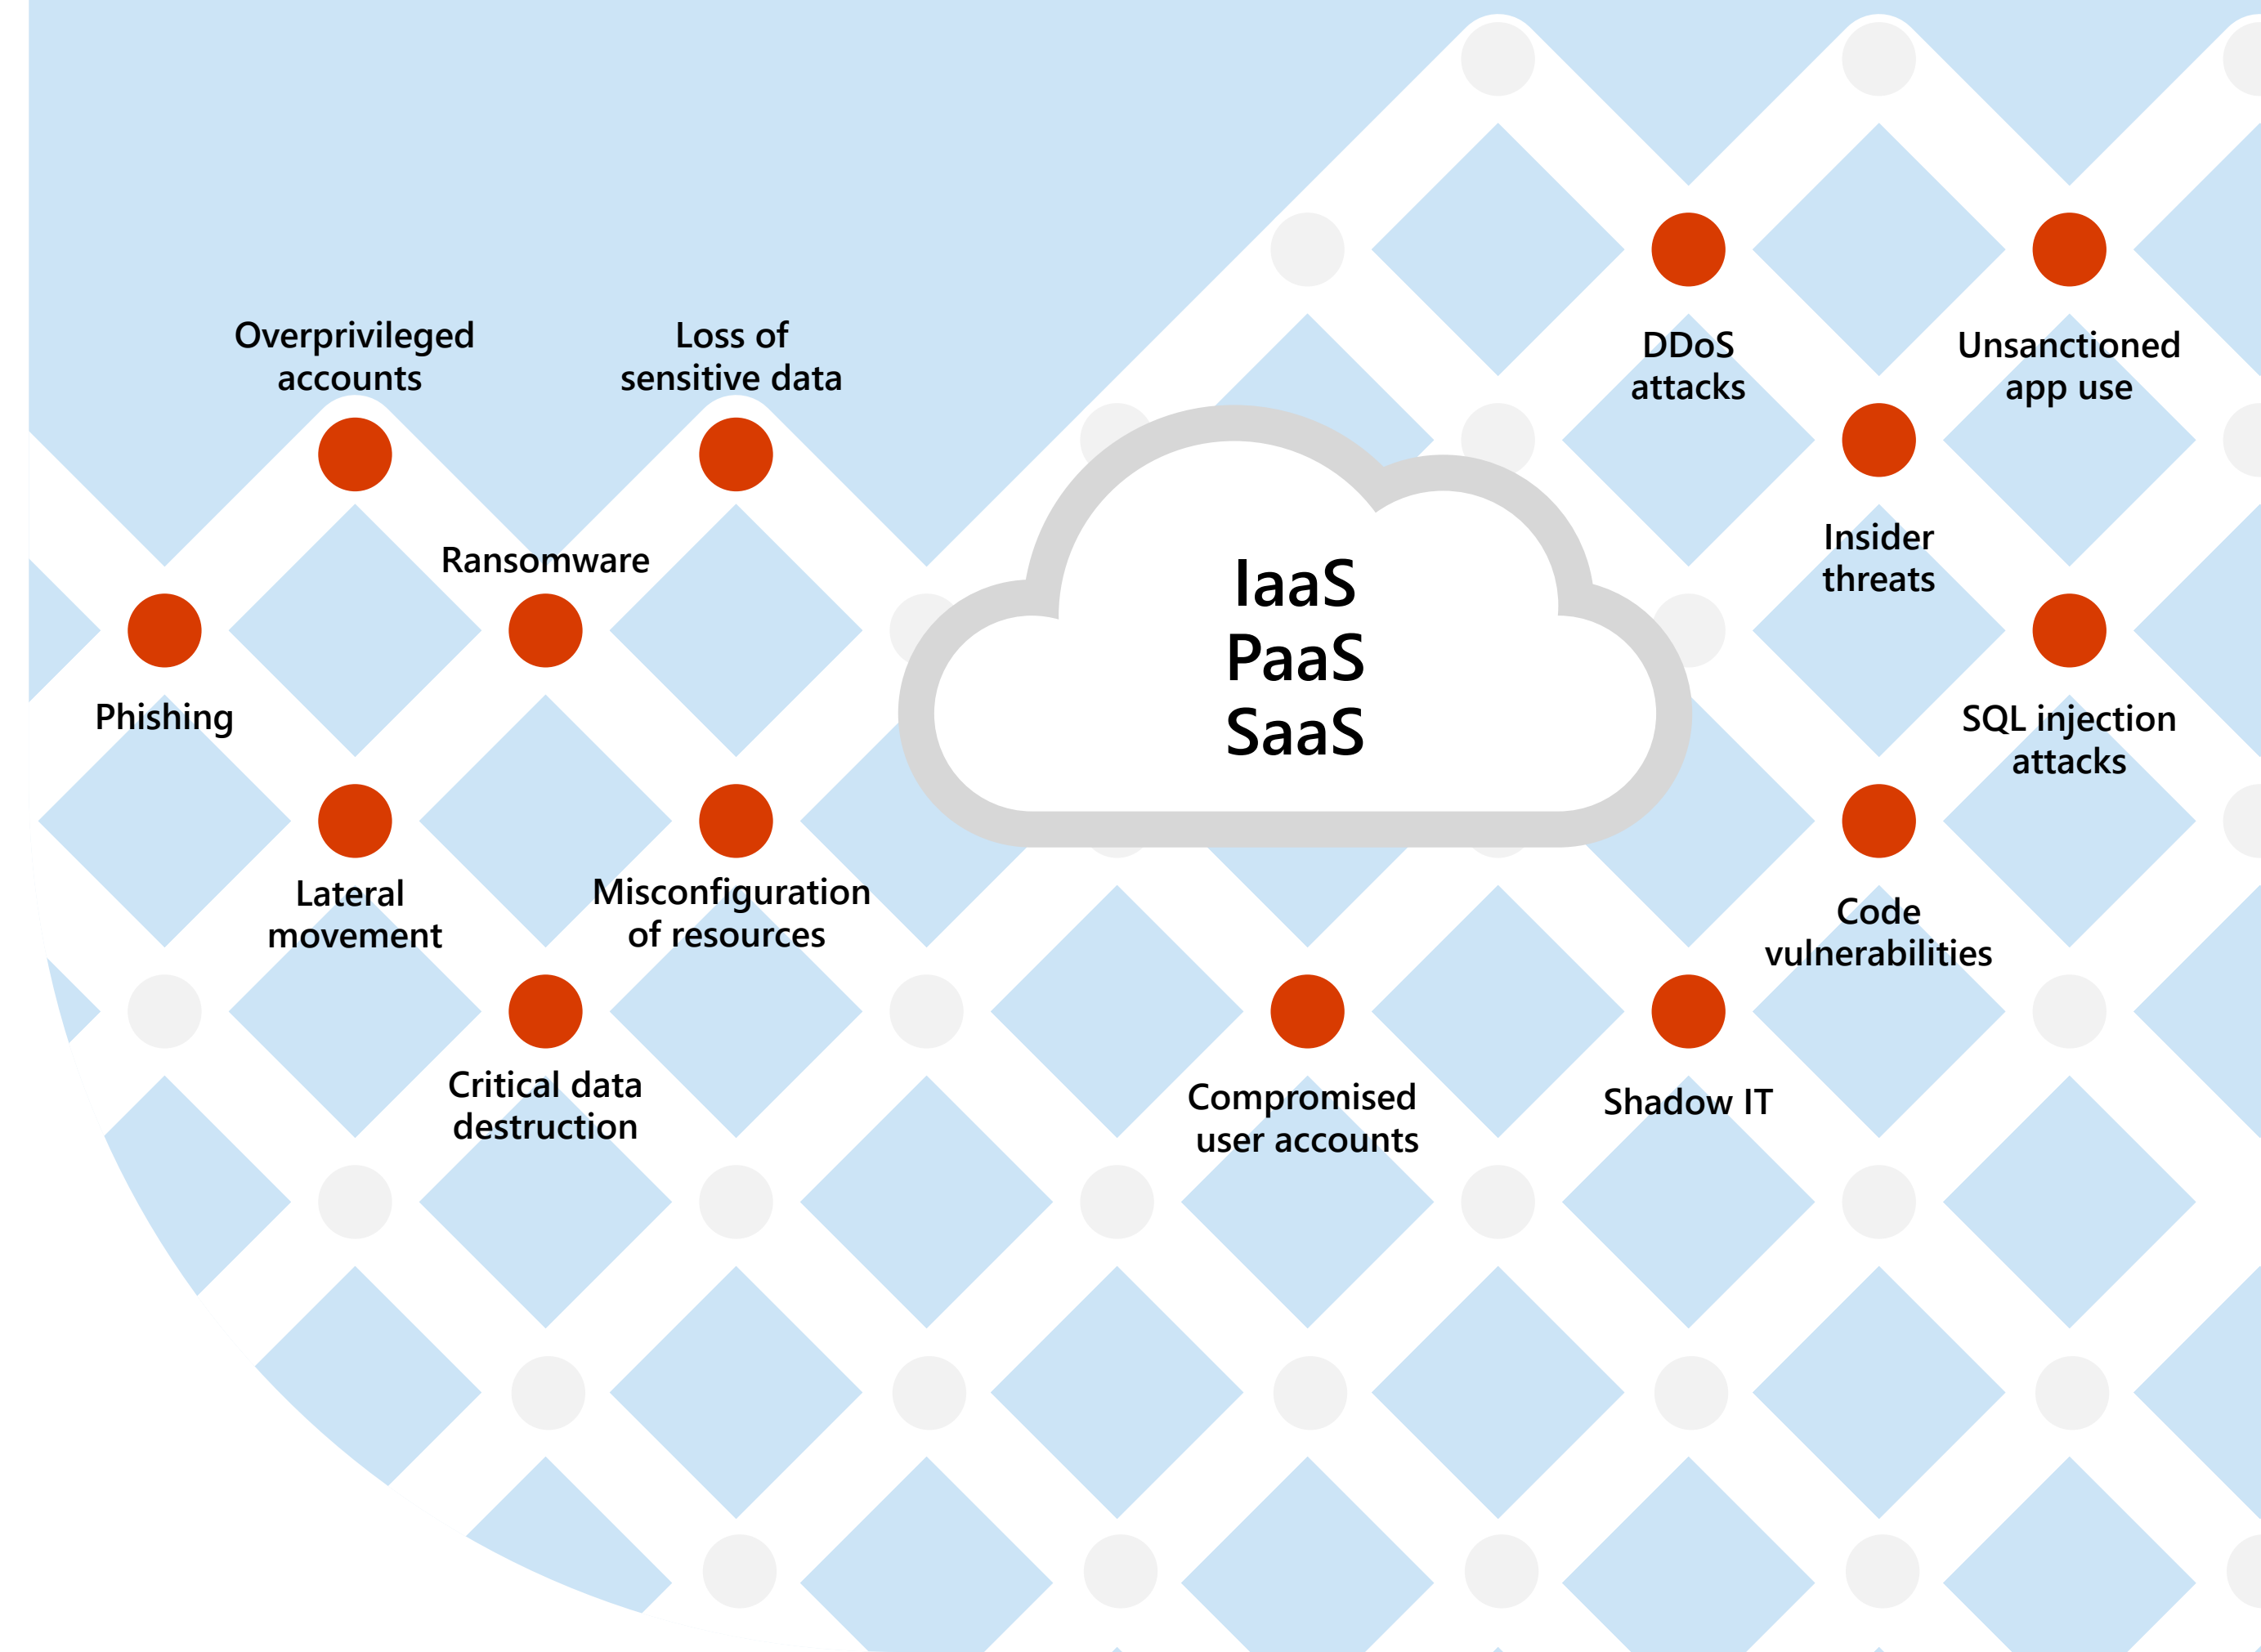 Overprivileged
accounts
Loss of
sensitive data
Ransomware
Phishing
Lateral
movement
Misconfiguration
of resources
Critical data
destruction
IaaS
PaaS
SaaS
Compromised
user accounts
DDoS
attacks
Unsanctioned
app use
Insider
threats
SQL injection
attacks
Code
vulnerabilities
Shadow IT